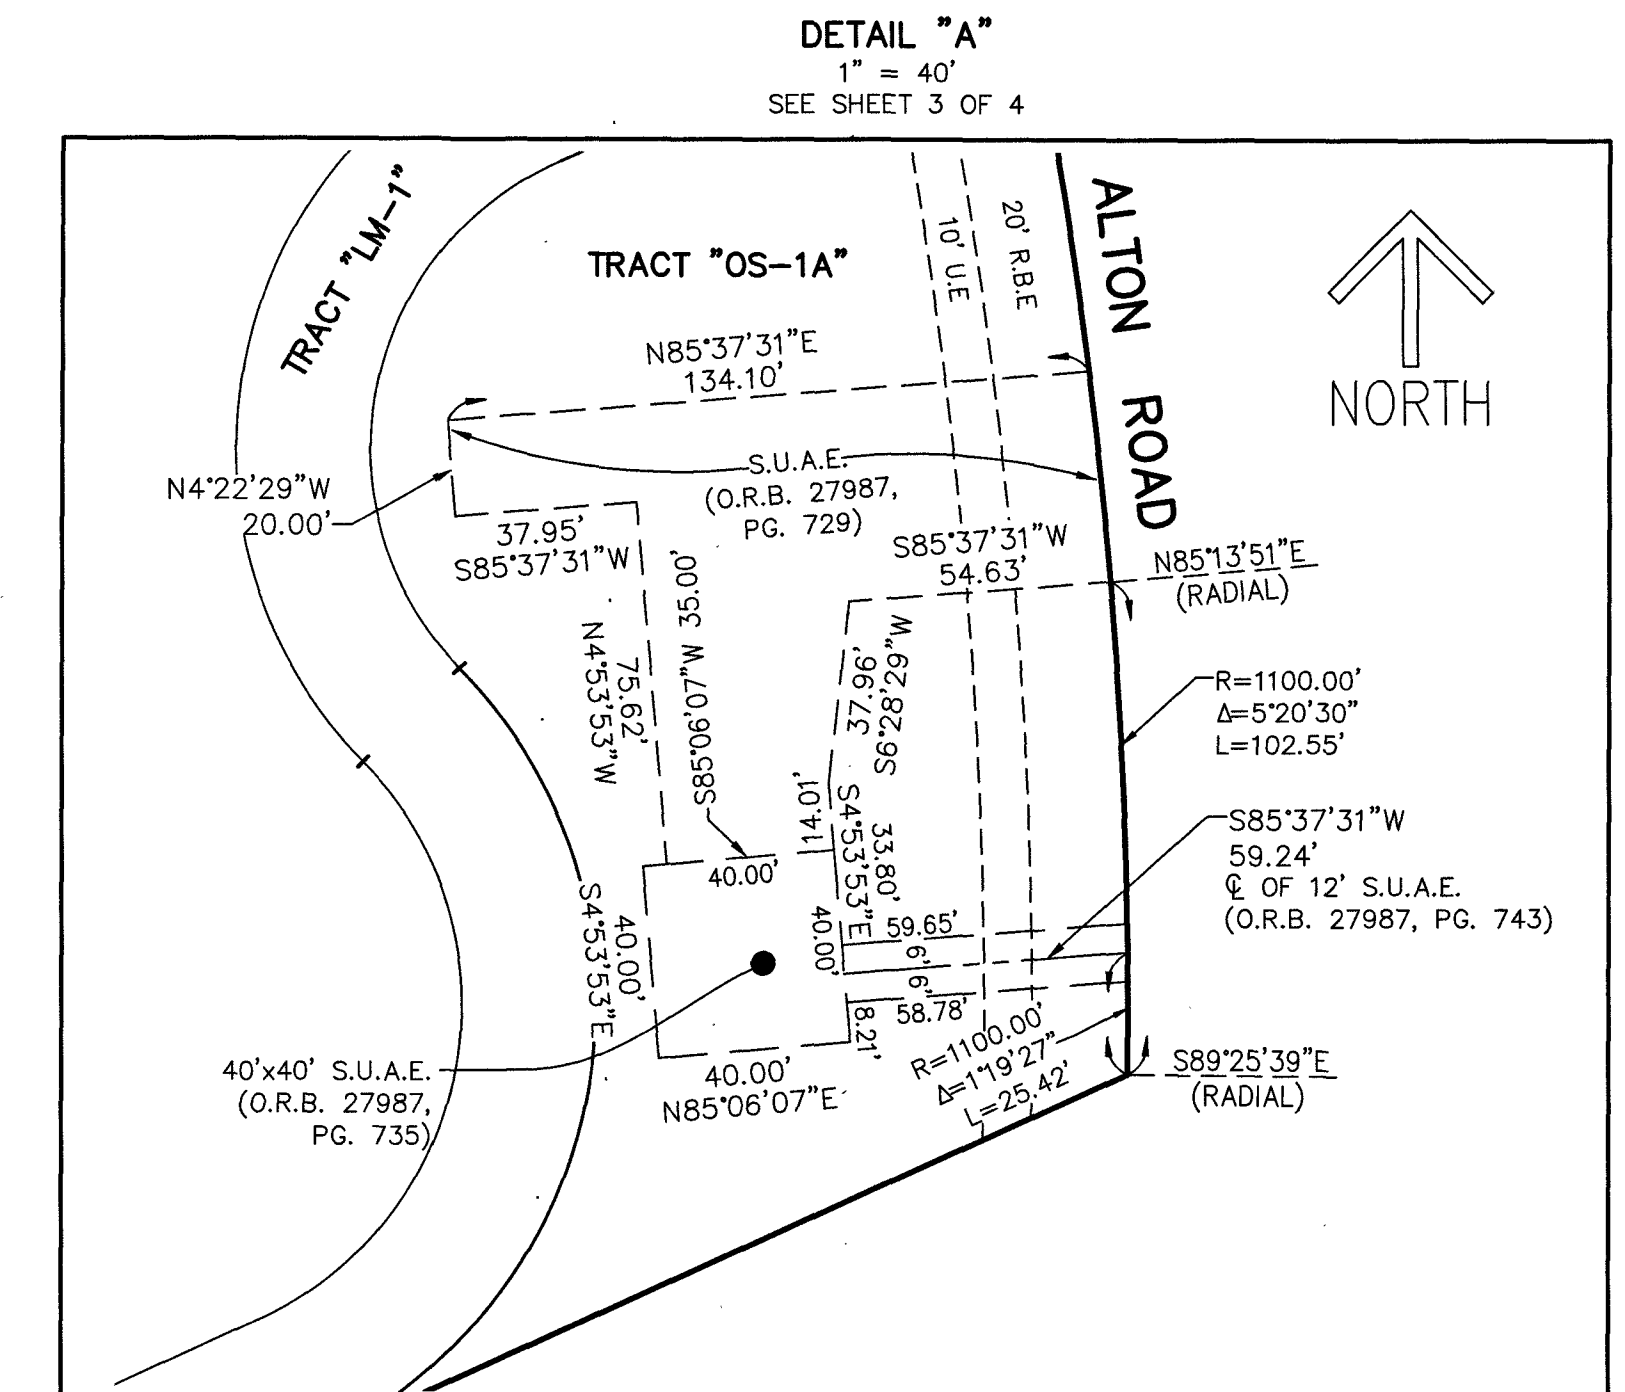 DETAIL "A"
1" = 40'
SEE SHEET 3 OF 4
TRACT "LM-1"
TRACT "OS-1A"
10' U.E
20' R.B.E
ALTON ROAD
NORTH
N85°37'31"E
134.10'
S.U.A.E.
(O.R.B. 27987,
PG. 729)
N4°22'29"W
20.00'
37.95'
S85°37'31"W
S85°37'31"W
54.63'
N85°13'51"E
(RADIAL)
N4°53'53"W
75.62'
S85°06'07"W 35.00'
37.96'
S6°28'29"W
R=1100.00'
Δ=5°20'30"
L=102.55'
14.01'
S4°53'53"E
33.80'
S85°37'31"W
59.24'
℄ OF 12' S.U.A.E.
(O.R.B. 27987, PG. 743)
40.00'
S4°53'53"E
40.00'
40.00'
59.65'
6'
6'
58.78'
8.21'
40'x40' S.U.A.E.
(O.R.B. 27987,
PG. 735)
40.00'
N85°06'07"E
R=1100.00'
Δ=1°19'27"
L=25.42'
S89°25'39"E
(RADIAL)